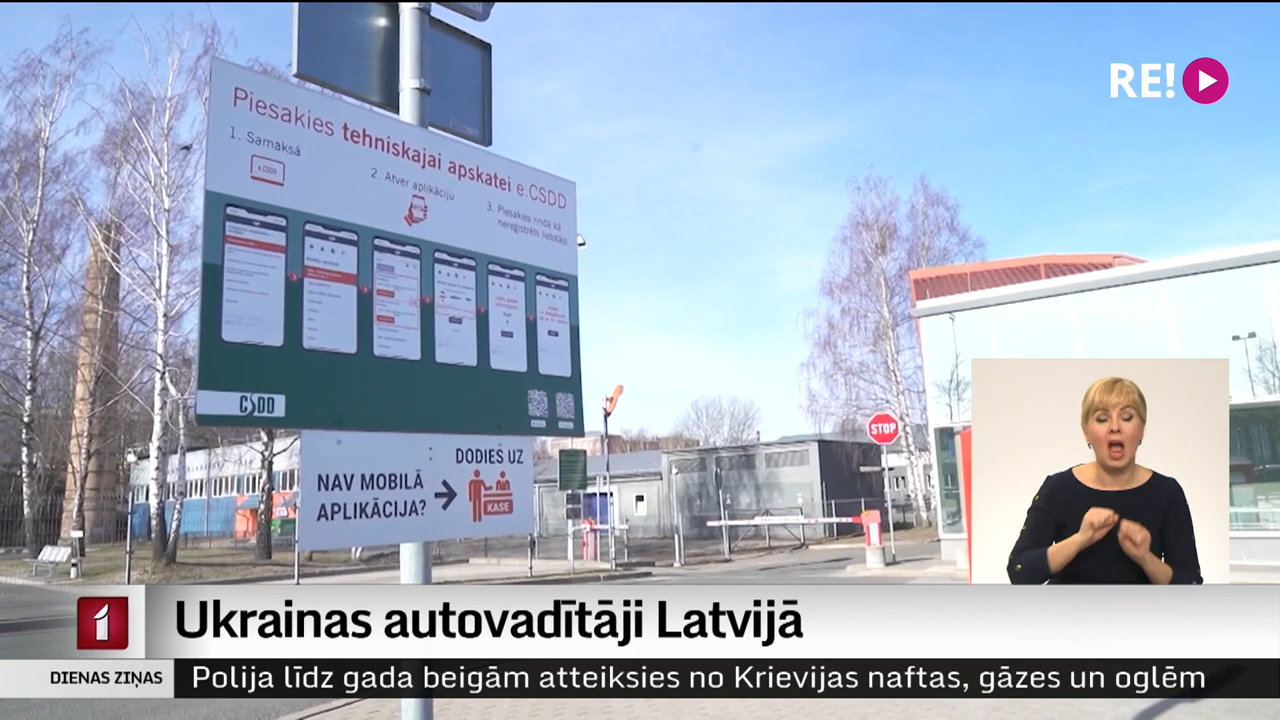 RE!
Piesakies tehniskajai apskatei e.CSDD
1. Samaksā
2. Atver aplikāciju
3. Piesakies rindā kā
nereģistrēts lietotājs
e.CSDD
CSDD
NAV MOBILĀ
APLIKĀCIJA?
DODIES UZ
KASE
STOP
1
Ukrainas autovadītāji Latvijā
DIENAS ZIŅAS
Polija līdz gada beigām atteiksies no Krievijas naftas, gāzes un oglēm